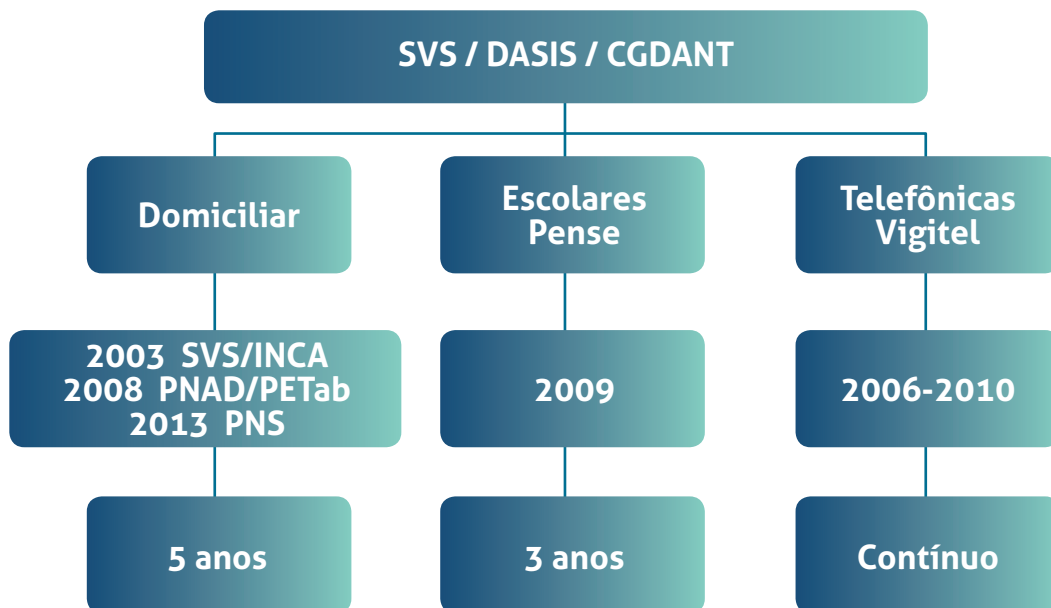 SVS / DASIS / CGDANT
Domiciliar
Escolares
Pense
Telefônicas
Vigitel
2003 SVS/INCA
2008 PNAD/PETab
2013 PNS
2009
2006-2010
5 anos
3 anos
Contínuo